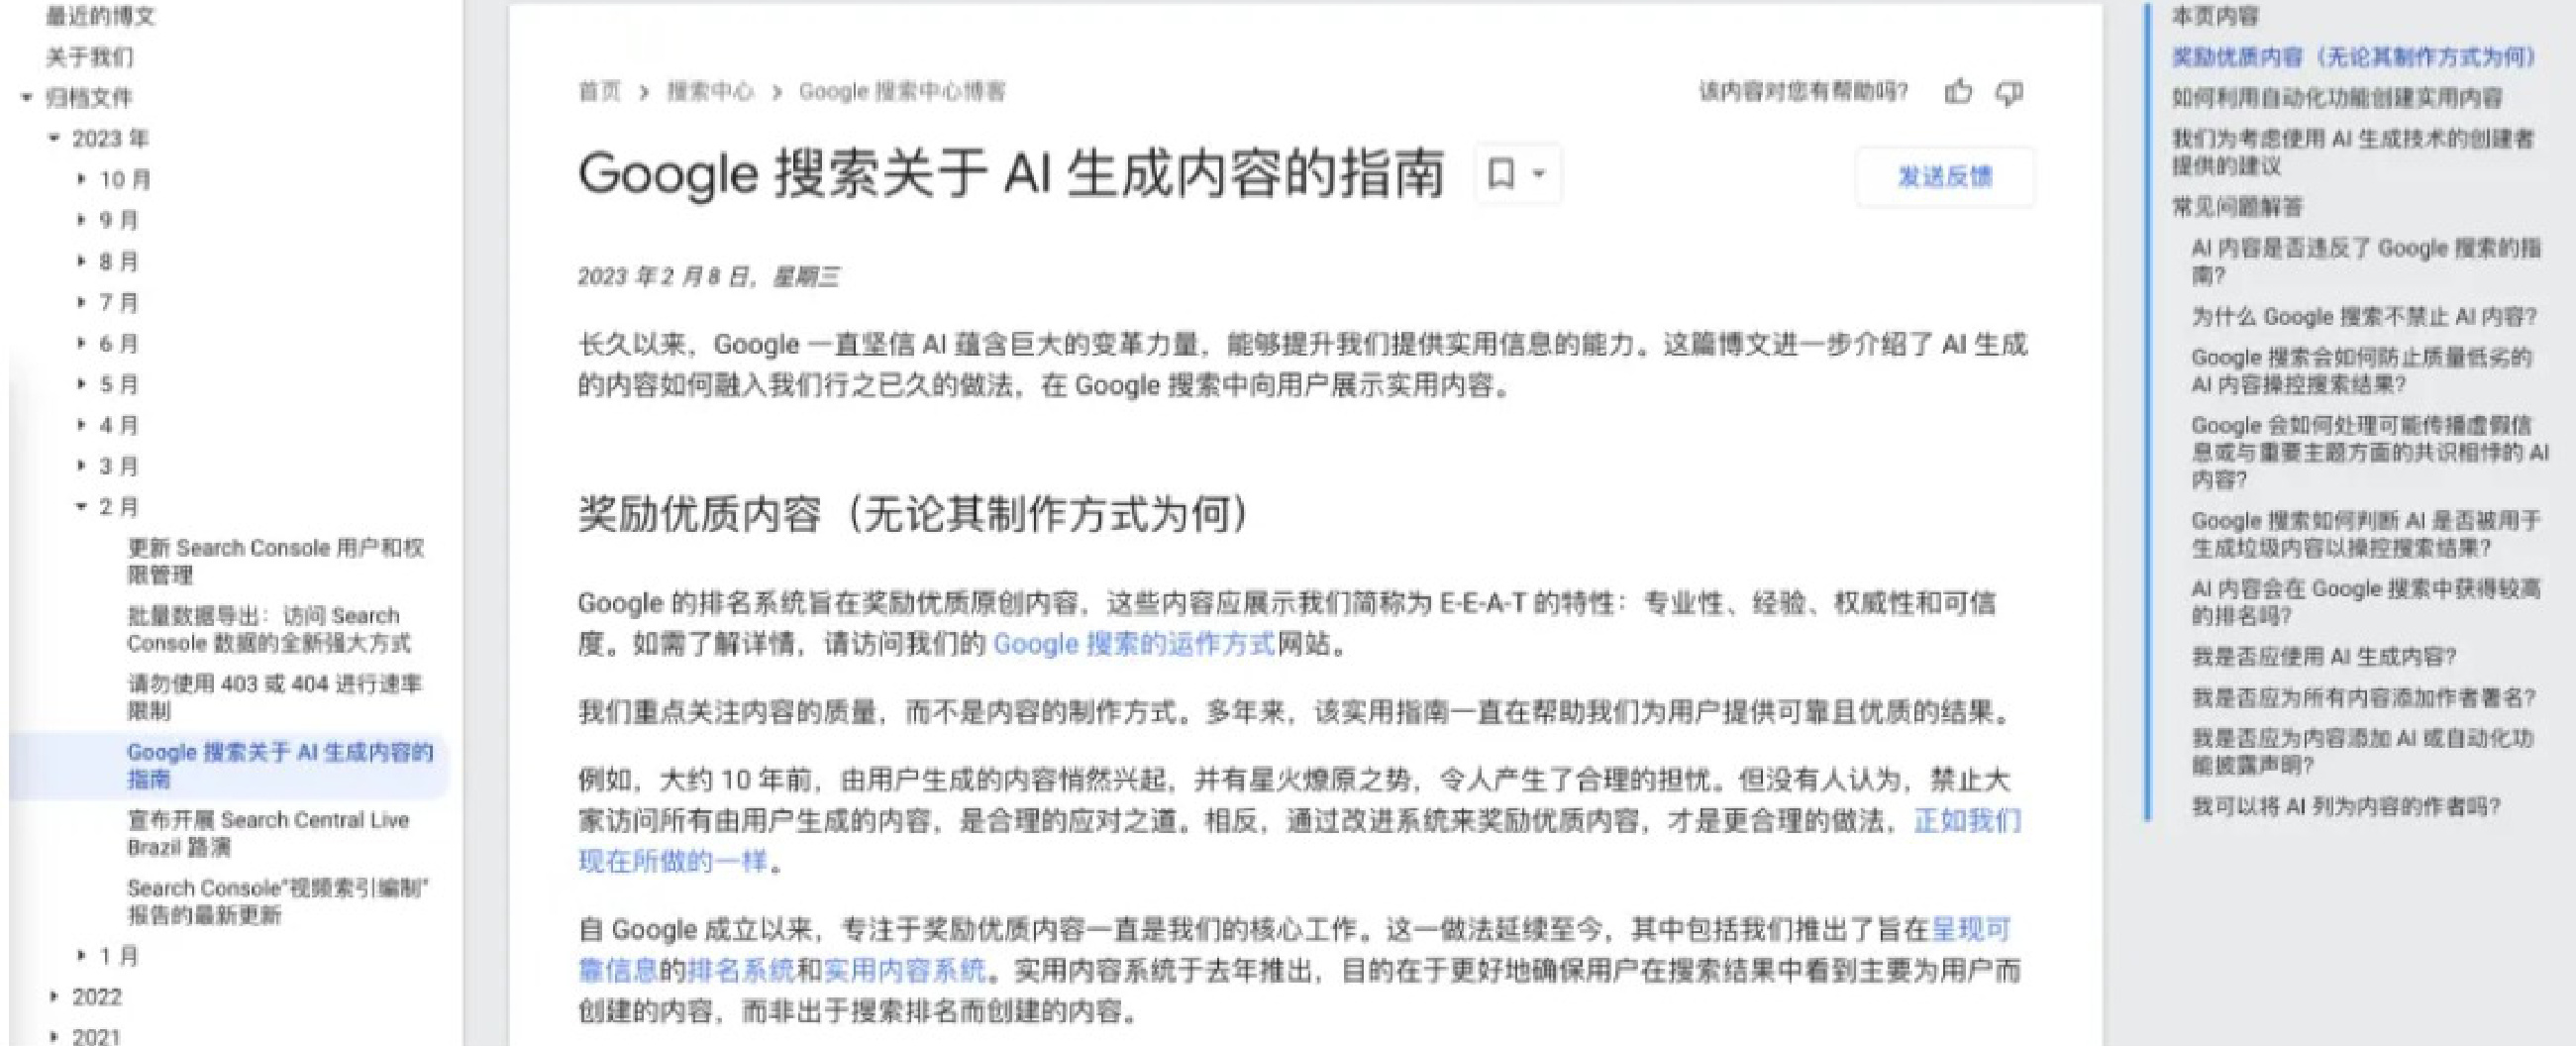 最近的博文
关于我们
归档文件
2023 年
10 月
9 月
8 月
7 月
6 月
5 月
4 月
3 月
2 月
更新 Search Console 用户和权
限管理
批量数据导出：访问 Search
Console 数据的全新强大方式
请勿使用 403 或 404 进行速率
限制
Google 搜索关于 AI 生成内容的
指南
宣布开展 Search Central Live
Brazil 路演
Search Console“视频索引编制”
报告的最新更新
1 月
2022
2021
首页 > 搜索中心 > Google 搜索中心博客
该内容对您有帮助吗？
Google 搜索关于 AI 生成内容的指南
发送反馈
2023 年 2 月 8 日，星期三
长久以来，Google 一直坚信 AI 蕴含巨大的变革力量，能够提升我们提供实用信息的能力。这篇博文进一步介绍了 AI 生成
的内容如何融入我们行之已久的做法，在 Google 搜索中向用户展示实用内容。
奖励优质内容（无论其制作方式为何）
Google 的排名系统旨在奖励优质原创内容，这些内容应展示我们简称为 E-E-A-T 的特性：专业性、经验、权威性和可信
度。如需了解详情，请访问我们的 Google 搜索的运作方式网站。
我们重点关注内容的质量，而不是内容的制作方式。多年来，该实用指南一直在帮助我们为用户提供可靠且优质的结果。
例如，大约 10 年前，由用户生成的内容悄然兴起，并有星火燎原之势，令人产生了合理的担忧。但没有人认为，禁止大
家访问所有由用户生成的内容，是合理的应对之道。相反，通过改进系统来奖励优质内容，才是更合理的做法，正如我们
现在所做的一样。
自 Google 成立以来，专注于奖励优质内容一直是我们的核心工作。这一做法延续至今，其中包括我们推出了旨在呈现可
靠信息的排名系统和实用内容系统。实用内容系统于去年推出，目的在于更好地确保用户在搜索结果中看到主要为用户而
创建的内容，而非出于搜索排名而创建的内容。
本页内容
奖励优质内容（无论其制作方式为何）
如何利用自动化功能创建实用内容
我们为考虑使用 AI 生成技术的创建者
提供的建议
常见问题解答
AI 内容是否违反了 Google 搜索的指
南？
为什么 Google 搜索不禁止 AI 内容？
Google 搜索会如何防止质量低劣的
AI 内容操控搜索结果？
Google 会如何处理可能传播虚假信
息或与重要主题方面的共识相悖的 AI
内容？
Google 搜索如何判断 AI 是否被用于
生成垃圾内容以操控搜索结果？
AI 内容会在 Google 搜索中获得较高
的排名吗？
我是否应使用 AI 生成内容？
我是否应为所有内容添加作者署名？
我是否应为内容添加 AI 或自动化功
能披露声明？
我可以将 AI 列为内容的作者吗？